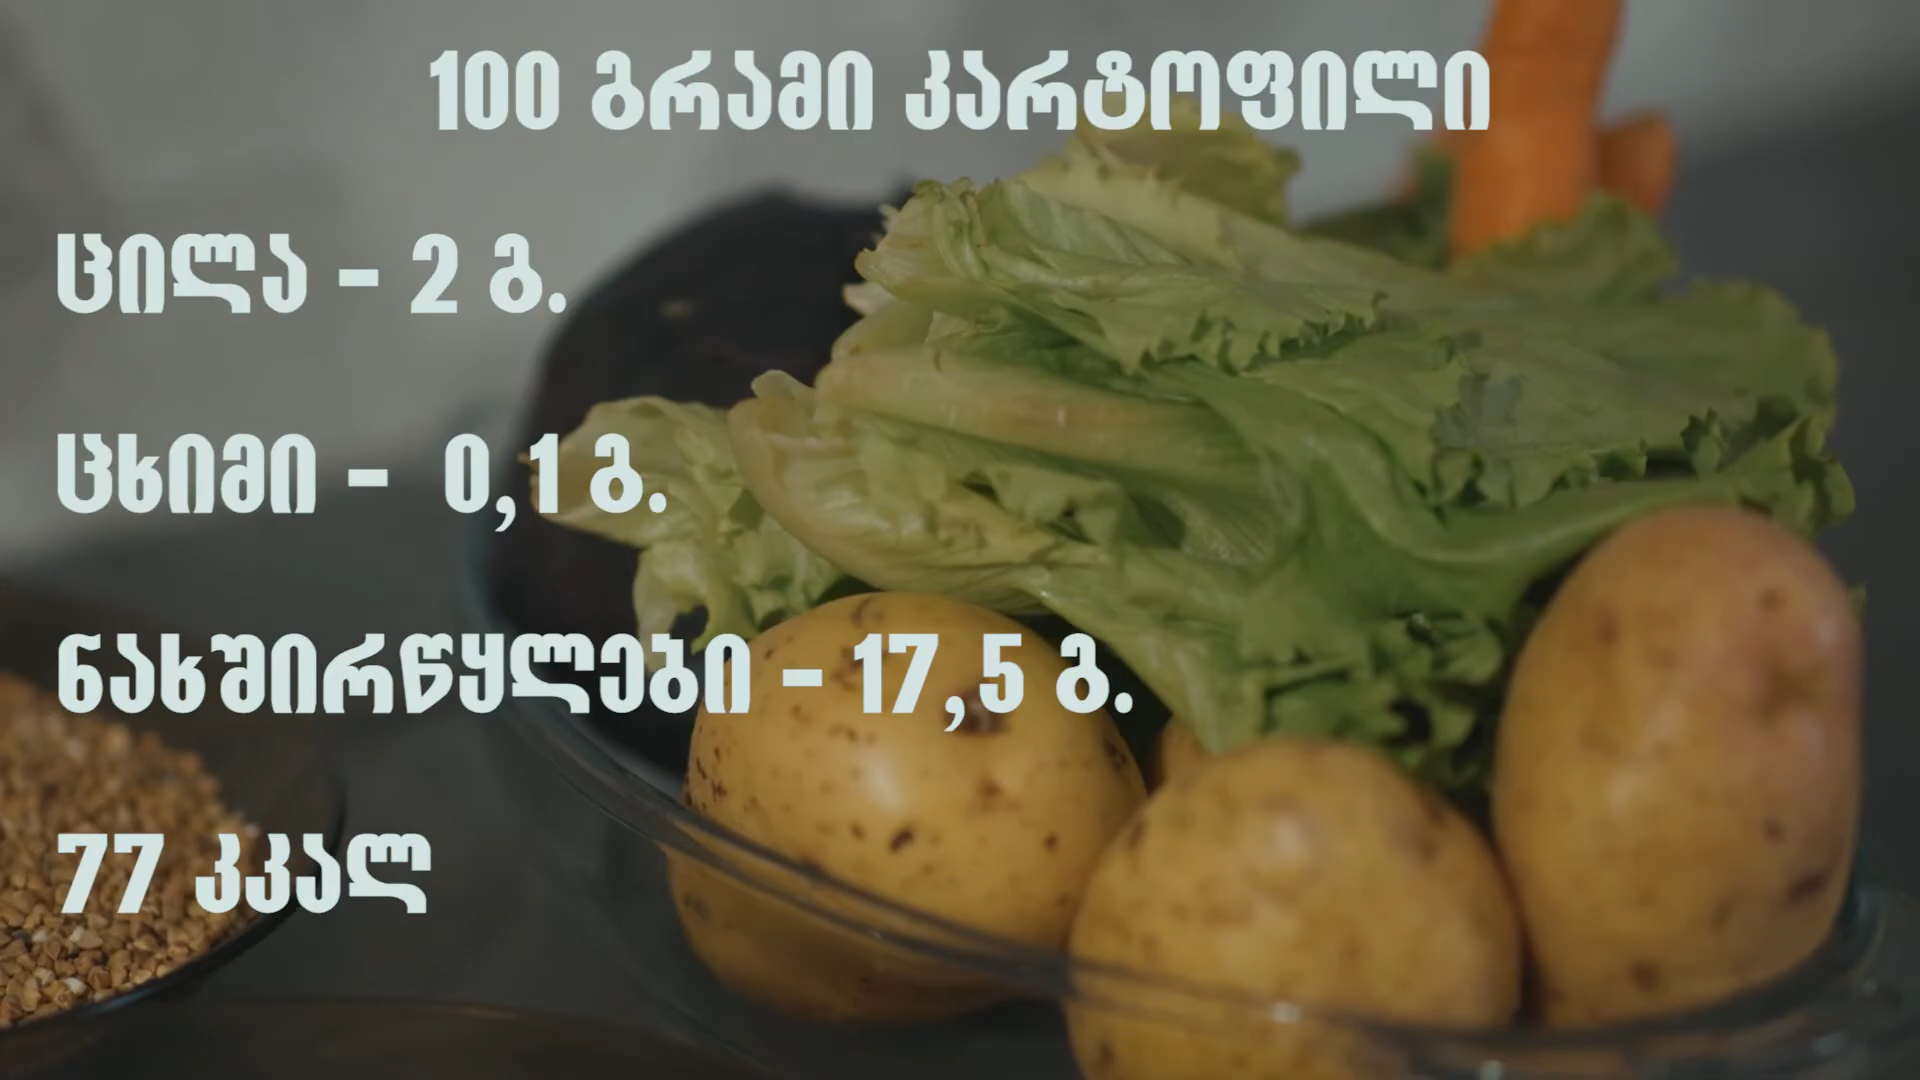 100 გრამი კარტოფილი
ცილა - 2 გ.
ცხიმი - 0,1 გ.
ნახშირწყლები - 17,5 გ.
77 კკალ